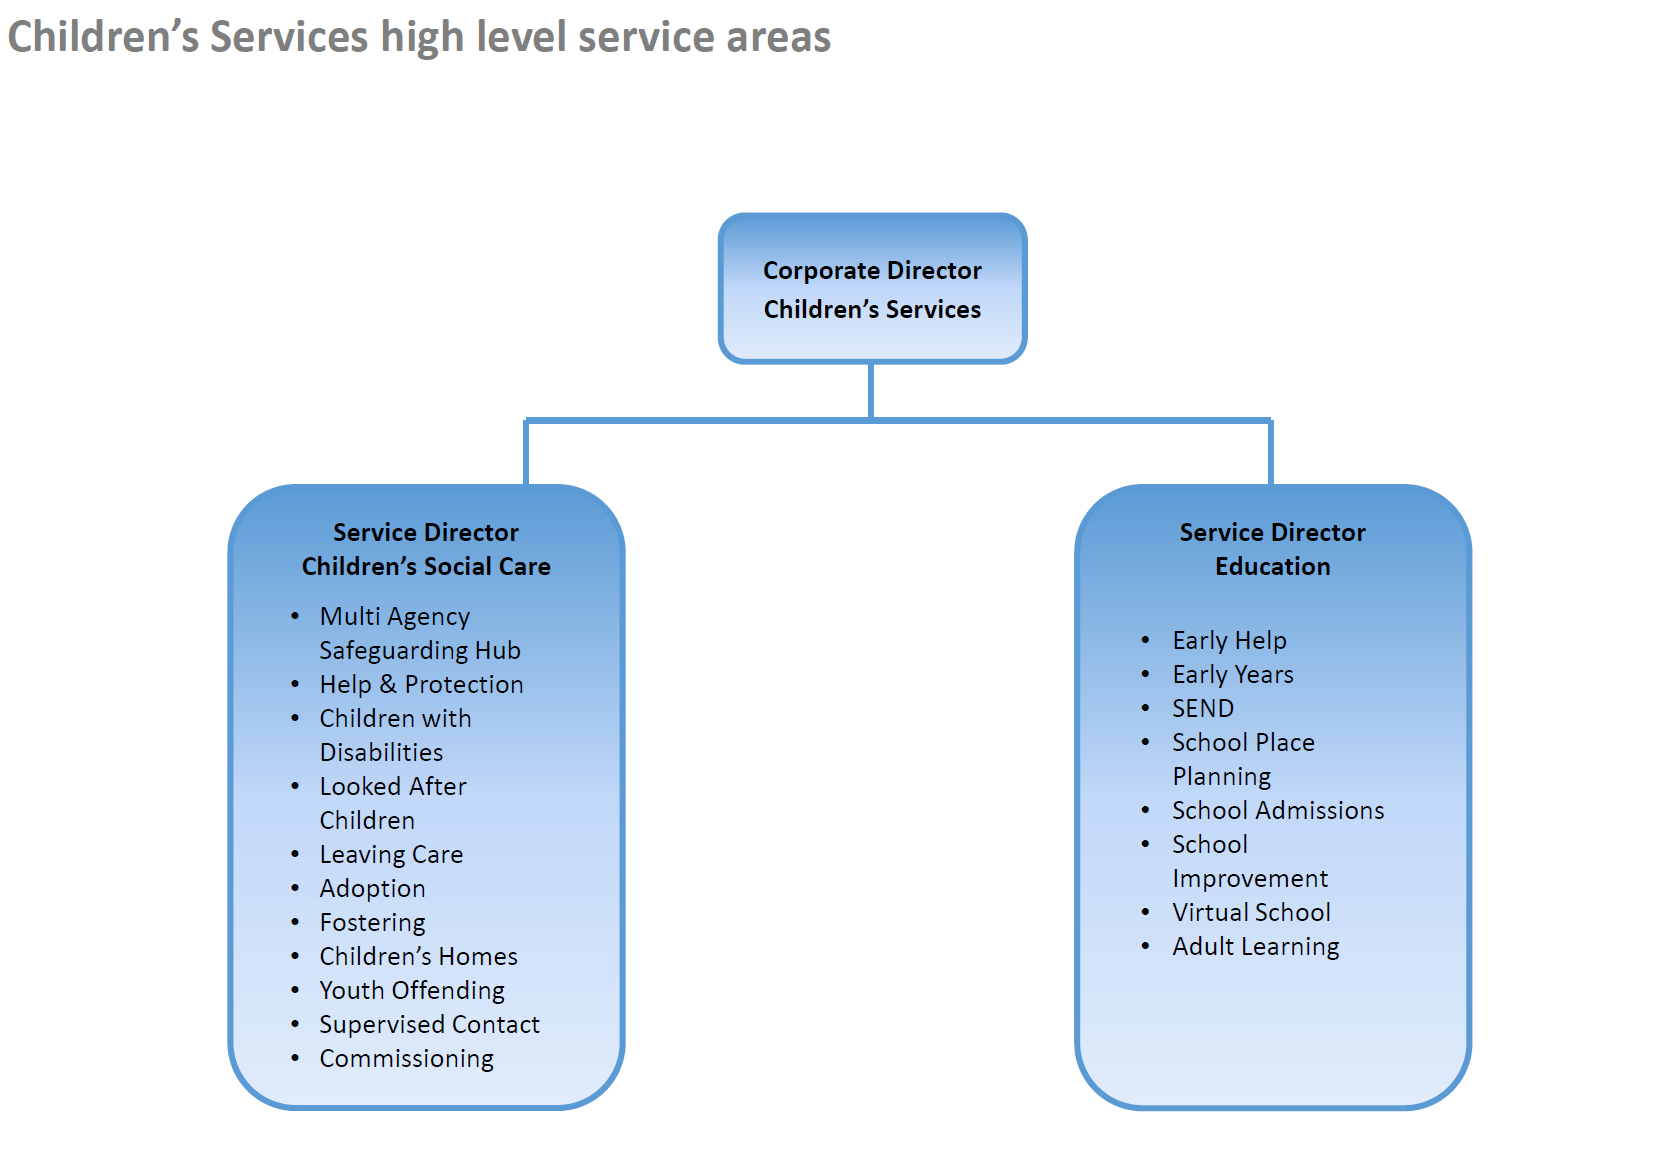 Children’s Services high level service areas
Corporate Director
Children’s Services
Service Director
Children’s Social Care
• Multi Agency
Safeguarding Hub
• Help & Protection
• Children with
Disabilities
• Looked After
Children
• Leaving Care
• Adoption
• Fostering
• Children’s Homes
• Youth Offending
• Supervised Contact
• Commissioning
Service Director
Education
• Early Help
• Early Years
• SEND
• School Place
Planning
• School Admissions
• School
Improvement
• Virtual School
• Adult Learning